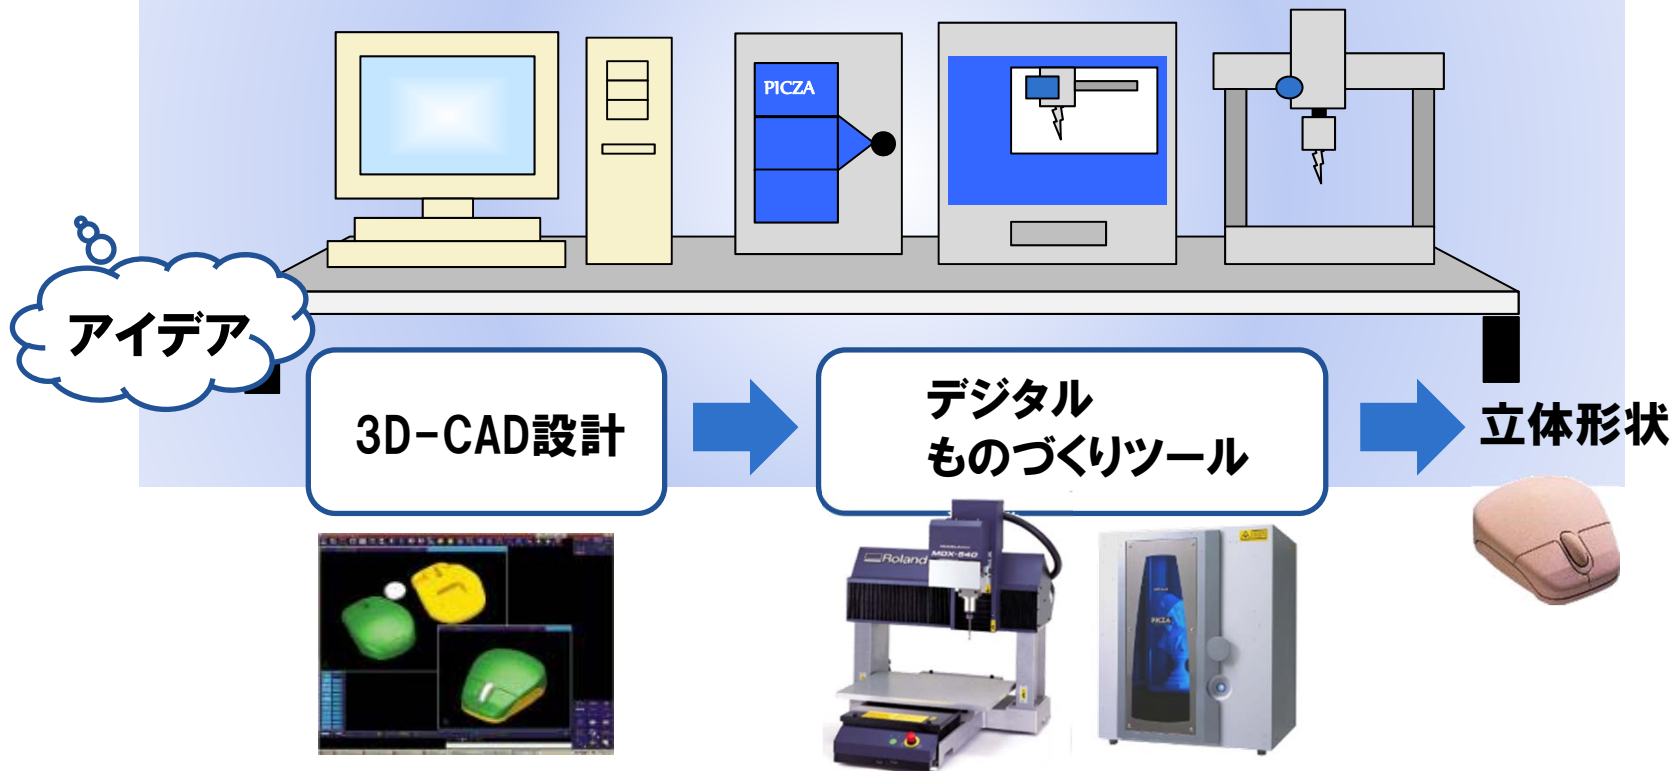 PICZA
アイデア
3D-CAD設計
デジタル
ものづくりツール
立体形状
Roland
MDX-540
PICZA